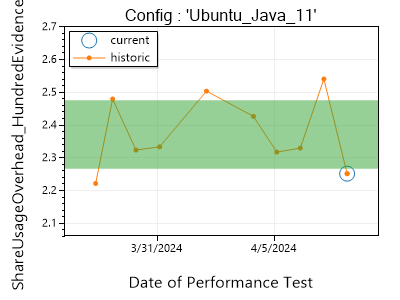 Config : 'Ubuntu_Java_11'
ShareUsageOverhead_HundredEvidence
2.7
2.6
2.5
2.4
2.3
2.2
2.1
current
historic
3/31/2024
4/5/2024
Date of Performance Test